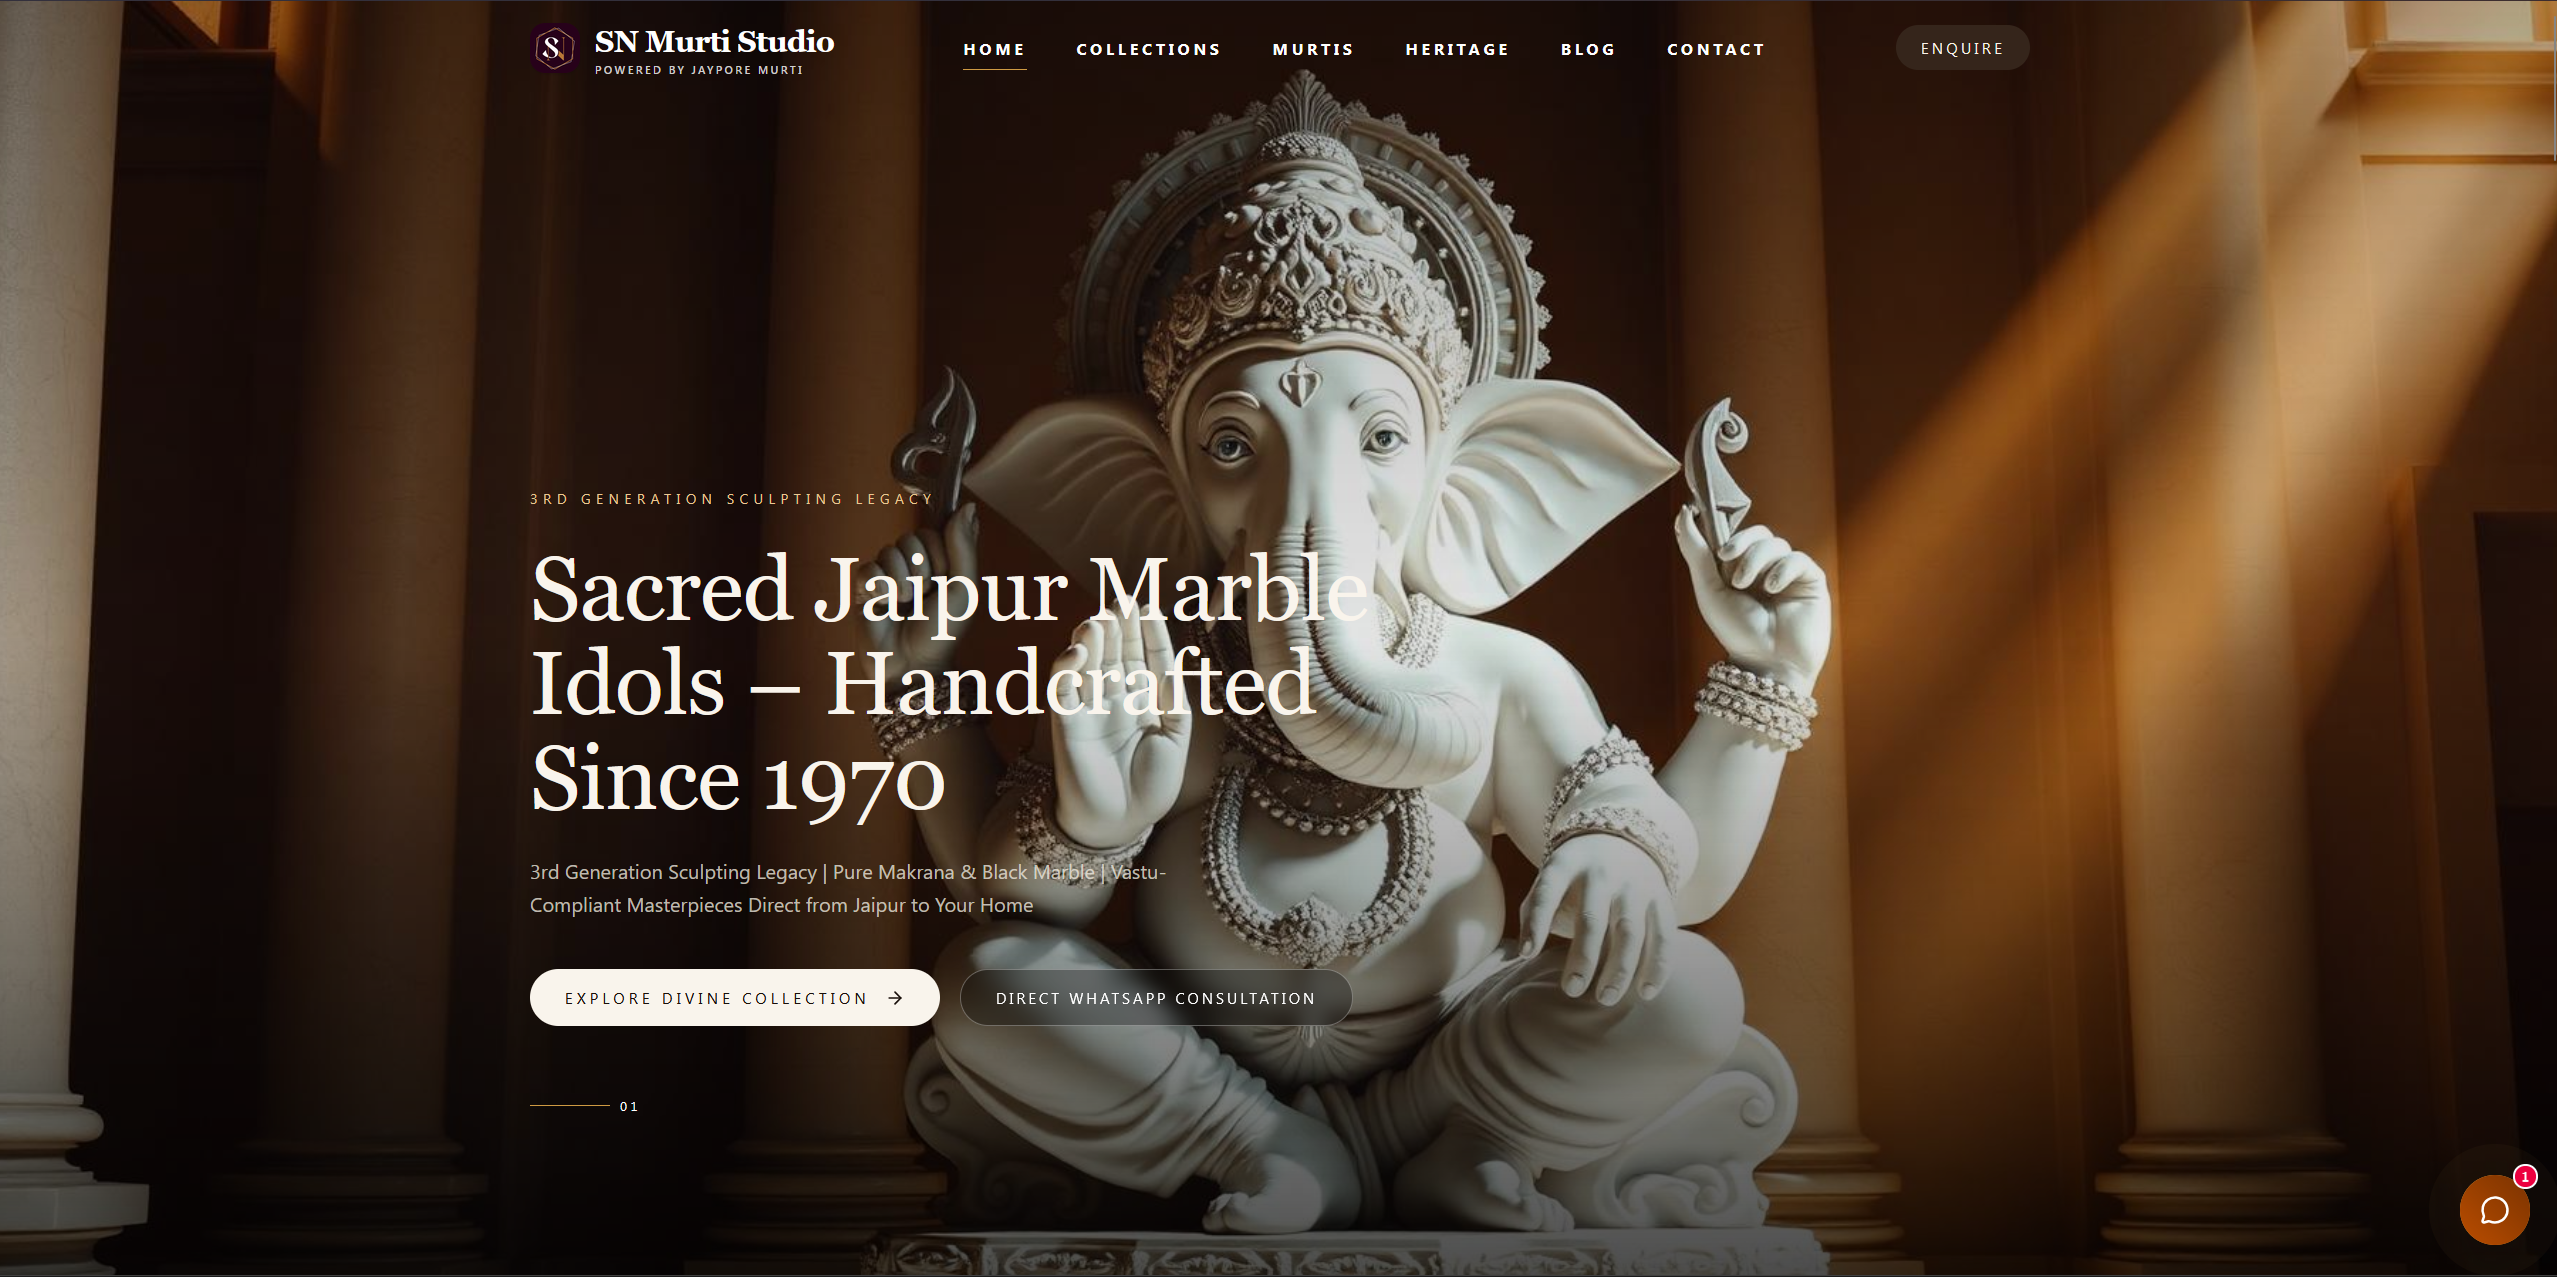 SN Murti Studio
POWERED BY JAYPORE MURTI
HOME
COLLECTIONS
MURTIS
HERITAGE
BLOG
CONTACT
ENQUIRE
3RD GENERATION SCULPTING LEGACY
Sacred Jaipur Marble
Idols – Handcrafted
Since 1970
3rd Generation Sculpting Legacy | Pure Makrana & Black Marble | Vastu-
Compliant Masterpieces Direct from Jaipur to Your Home
EXPLORE DIVINE COLLECTION →
DIRECT WHATSAPP CONSULTATION
01
1